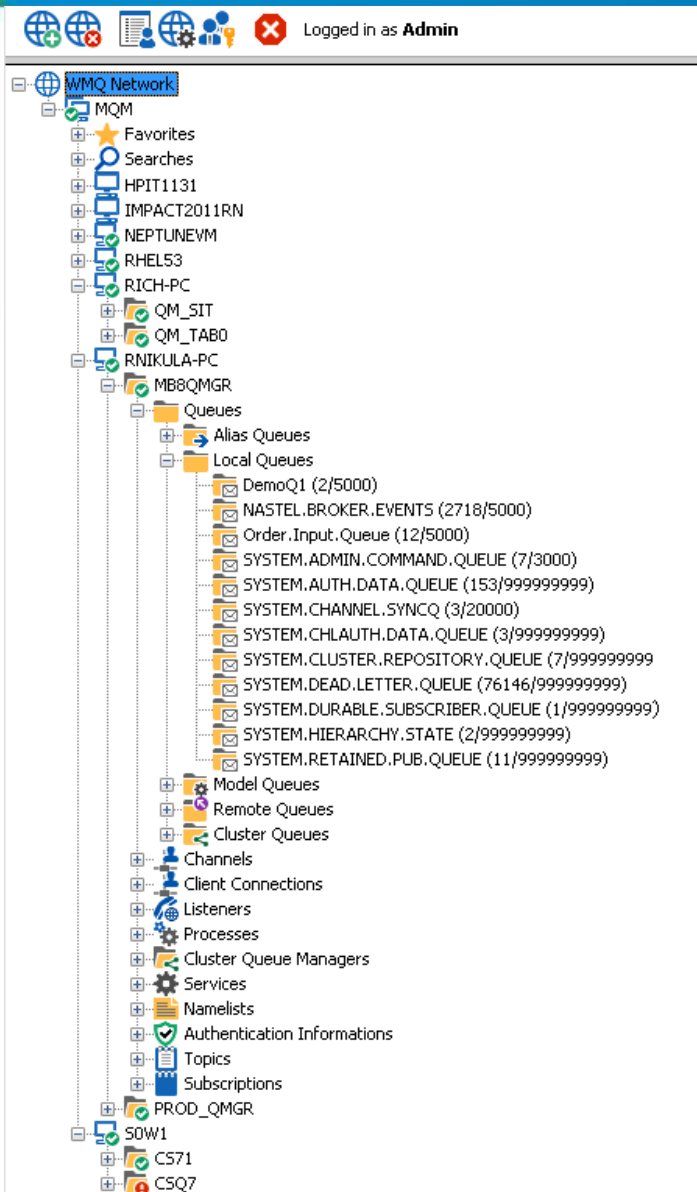 Logged in as Admin
WMQ Network
MQM
Favorites
Searches
HPIT1131
IMPACT2011RN
NEPTUNEVM
RHEL53
RICH-PC
QM_SIT
QM_TAB0
RNIKULA-PC
MB8QMGR
Queues
Alias Queues
Local Queues
DemoQ1 (2/5000)
NASTEL.BROKER.EVENTS (2718/5000)
Order.Input.Queue (12/5000)
SYSTEM.ADMIN.COMMAND.QUEUE (7/3000)
SYSTEM.AUTH.DATA.QUEUE (153/999999999)
SYSTEM.CHANNEL.SYNCQ (3/20000)
SYSTEM.CHLAUTH.DATA.QUEUE (3/999999999)
SYSTEM.CLUSTER.REPOSITORY.QUEUE (7/999999999
SYSTEM.DEAD.LETTER.QUEUE (76146/999999999)
SYSTEM.DURABLE.SUBSCRIBER.QUEUE (1/999999999)
SYSTEM.HIERARCHY.STATE (2/999999999)
SYSTEM.RETAINED.PUB.QUEUE (11/999999999)
Model Queues
Remote Queues
Cluster Queues
Channels
Client Connections
Listeners
Processes
Cluster Queue Managers
Services
Namelists
Authentication Informations
Topics
Subscriptions
PROD_QMGR
S0W1
CS71
CSQ7